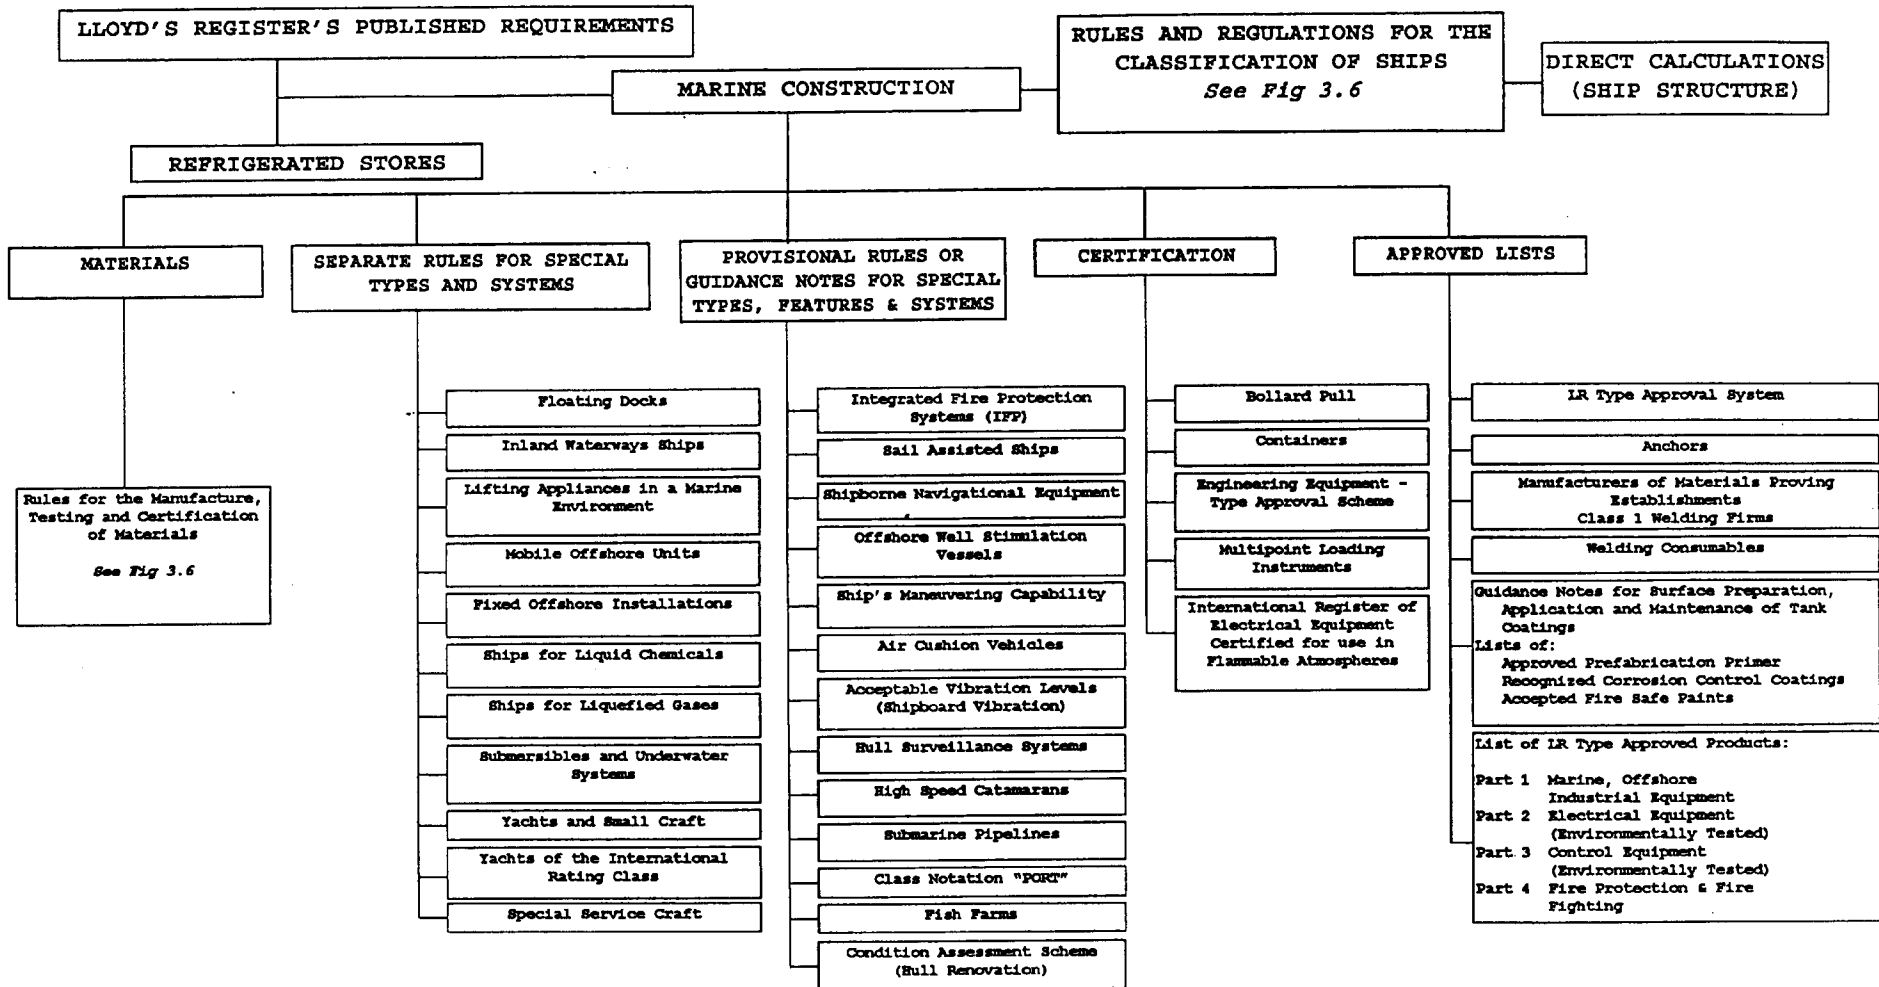 LLOYD'S REGISTER'S PUBLISHED REQUIREMENTS
RULES AND REGULATIONS FOR THE
CLASSIFICATION OF SHIPS
See Fig 3.6
DIRECT CALCULATIONS
(SHIP STRUCTURE)
MARINE CONSTRUCTION
REFRIGERATED STORES
MATERIALS
SEPARATE RULES FOR SPECIAL
TYPES AND SYSTEMS
PROVISIONAL RULES OR
GUIDANCE NOTES FOR SPECIAL
TYPES, FEATURES & SYSTEMS
CERTIFICATION
APPROVED LISTS
Rules for the Manufacture,
Testing and Certification
of Materials
See Fig 3.6
Floating Docks
Inland Waterways Ships
Lifting Appliances in a Marine
Environment
Mobile Offshore Units
Fixed Offshore Installations
Ships for Liquid Chemicals
Ships for Liquefied Gases
Submersibles and Underwater
Systems
Yachts and Small Craft
Yachts of the International
Rating Class
Special Service Craft
Integrated Fire Protection
Systems (IFP)
Sail Assisted Ships
Shipborne Navigational Equipment
Offshore Well Stimulation
Vessels
Ship's Maneuvering Capability
Air Cushion Vehicles
Acceptable Vibration Levels
(Shipboard Vibration)
Hull Surveillance Systems
High Speed Catamarans
Submarine Pipelines
Class Notation "PORT"
Fish Farms
Condition Assessment Scheme
(Hull Renovation)
Bollard Pull
Containers
Engineering Equipment -
Type Approval Scheme
Multipoint Loading
Instruments
International Register of
Electrical Equipment
Certified for use in
Flammable Atmospheres
LR Type Approval System
Anchors
Manufacturers of Materials Proving
Establishments
Class 1 Welding Firms
Welding Consumables
Guidance Notes for Surface Preparation,
Application and Maintenance of Tank
Coatings
Lists of:
Approved Prefabrication Primer
Recognized Corrosion Control Coatings
Accepted Fire Safe Paints
List of LR Type Approved Products:
Part 1 Marine, Offshore
Industrial Equipment
Part 2 Electrical Equipment
(Environmentally Tested)
Part 3 Control Equipment
(Environmentally Tested)
Part 4 Fire Protection & Fire
Fighting